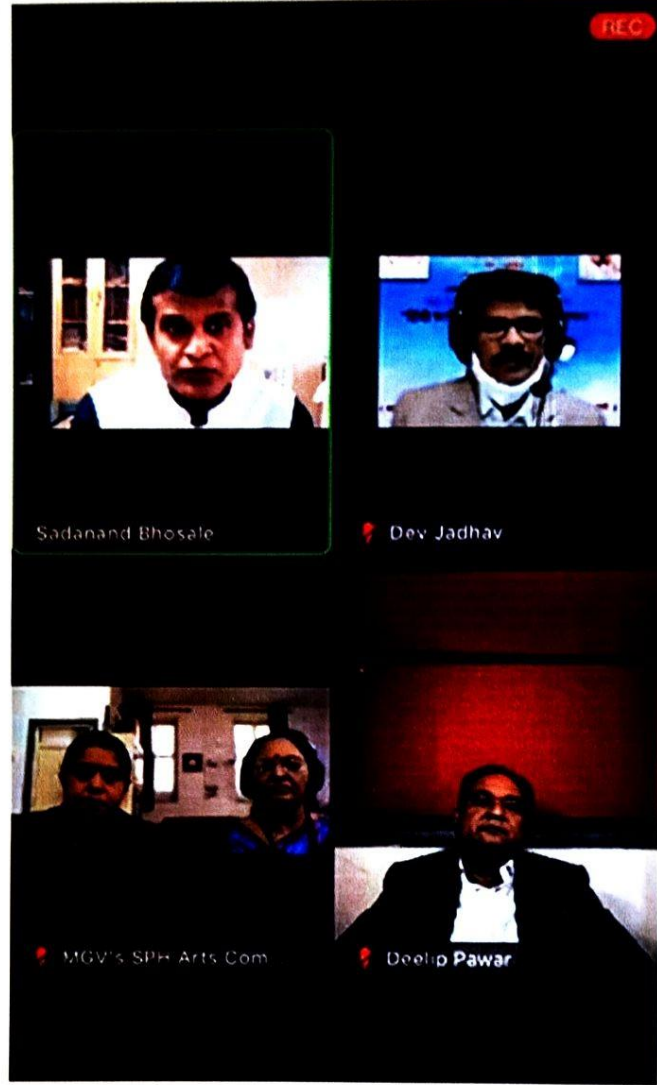 REC
Sadanand Bhosale
Dev Jadhav
MGV's SPH Arts Com
Deelip Pawar